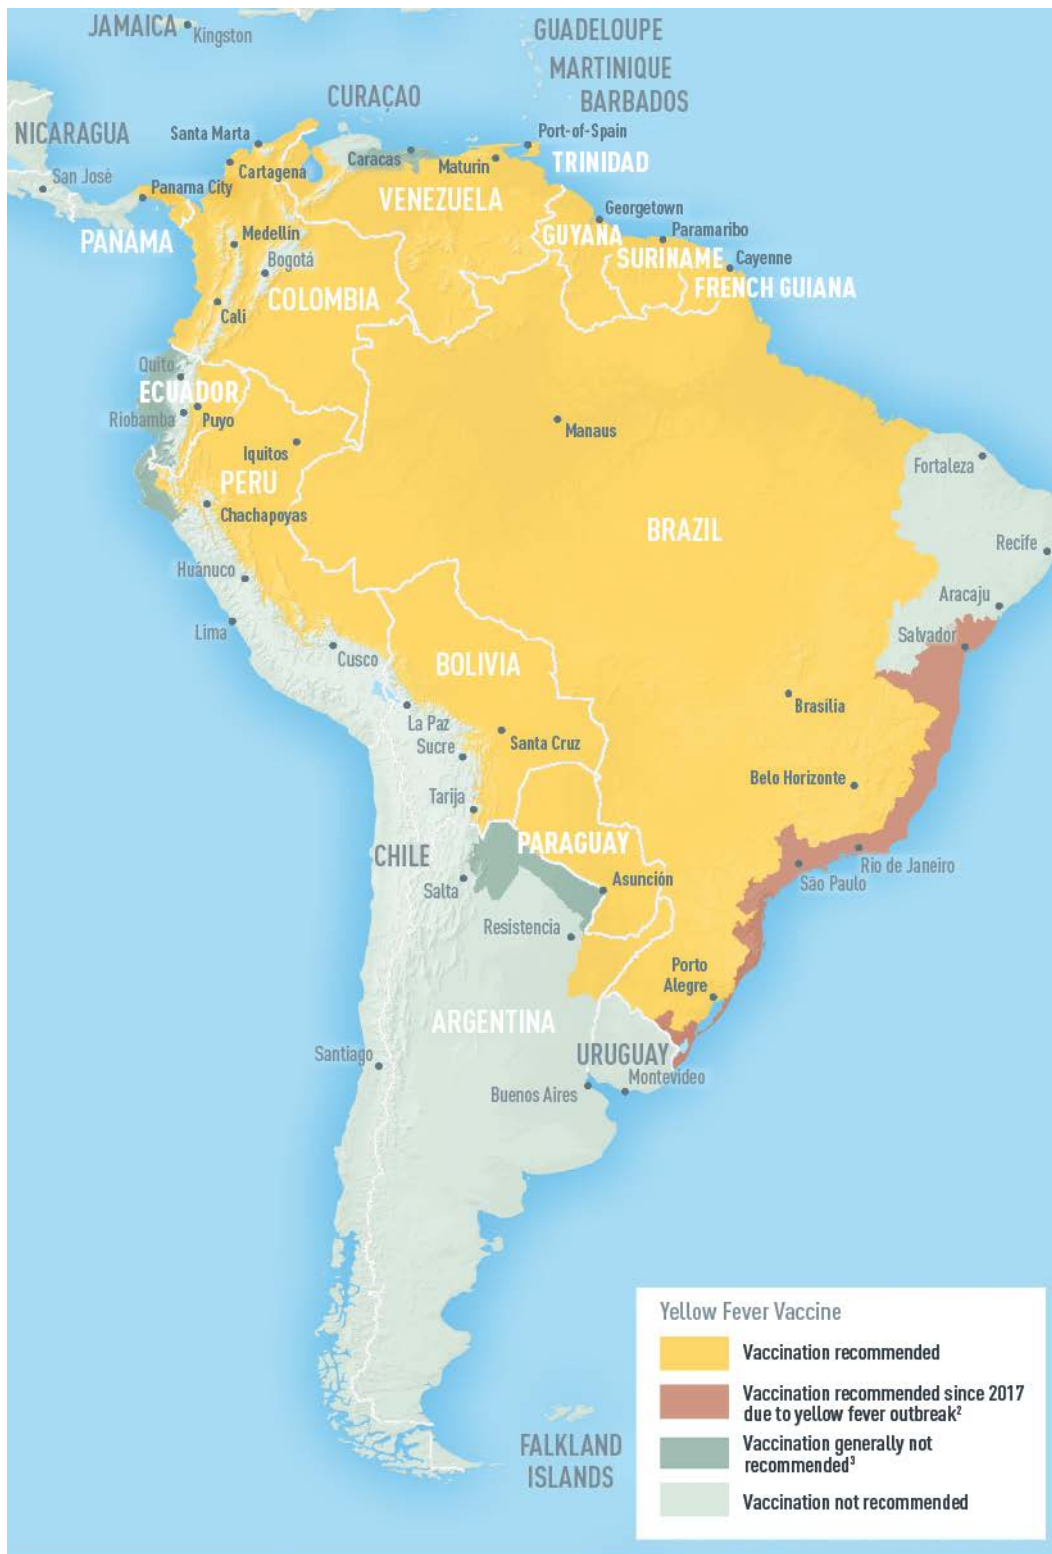 JAMAICA
Kingston
GUADELOUPE
MARTINIQUE
BARBADOS
CURAÇAO
NICARAGUA
San José
Santa Marta
Port-of-Spain
TRINIDAD
Caracas
Maturin
Cartagena
Panama City
PANAMA
VENEZUELA
Georgetown
GUYANA
Paramaribo
SURINAME
Cayenne
FRENCH GUIANA
Medellín
Bogotá
COLOMBIA
Cali
Quito
ECUADOR
Riobamba
Puyo
Iquitos
Manaus
PERU
Chachapoyas
Fortaleza
BRAZIL
Recife
Huánuco
Aracaju
Lima
Salvador
Cusco
BOLIVIA
La Paz
Brasília
Sucre
Santa Cruz
Belo Horizonte
Tarija
PARAGUAY
CHILE
Rio de Janeiro
São Paulo
Salta
Asunción
Resistencia
Porto
Alegre
ARGENTINA
Santiago
URUGUAY
Montevideo
Buenos Aires
Yellow Fever Vaccine
Vaccination recommended
Vaccination recommended since 2017
due to yellow fever outbreak²
Vaccination generally not
recommended³
Vaccination not recommended
FALKLAND
ISLANDS